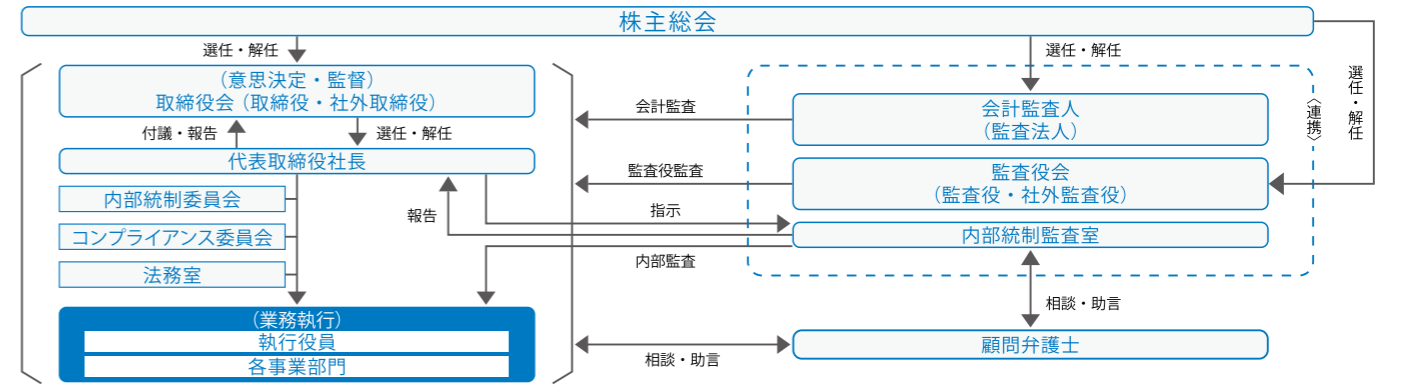 株主総会
選任・解任
選任・解任
選任・解任
（意思決定・監督）
取締役会（取締役・社外取締役）
付議・報告
選任・解任
代表取締役社長
内部統制委員会
コンプライアンス委員会
法務室
（業務執行）
執行役員
各事業部門
会計監査
監査役監査
報告
指示
内部監査
相談・助言
会計監査人
（監査法人）
監査役会
（監査役・社外監査役）
内部統制監査室
〈連携〉
相談・助言
顧問弁護士